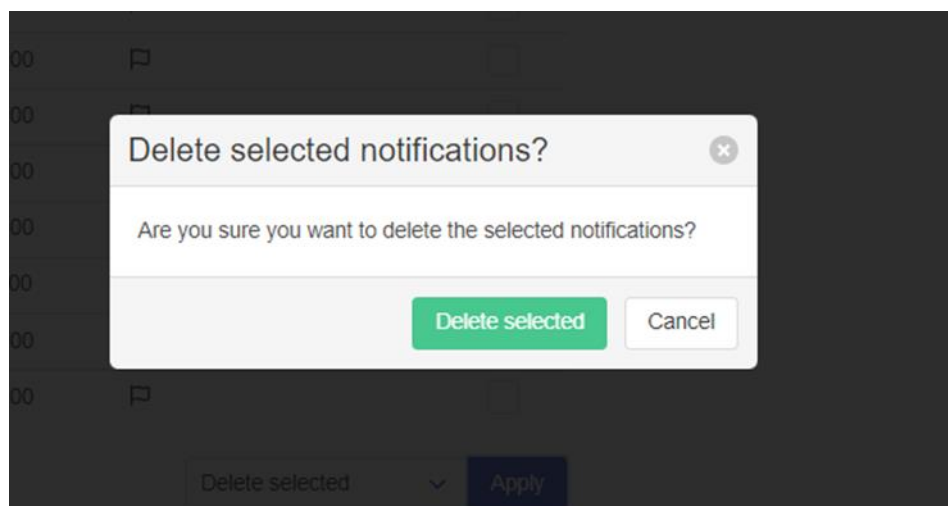 00
00
Delete selected notifications?
00
Are you sure you want to delete the selected notifications?
00
00
Delete selected Cancel
00
00
Delete selected Apply